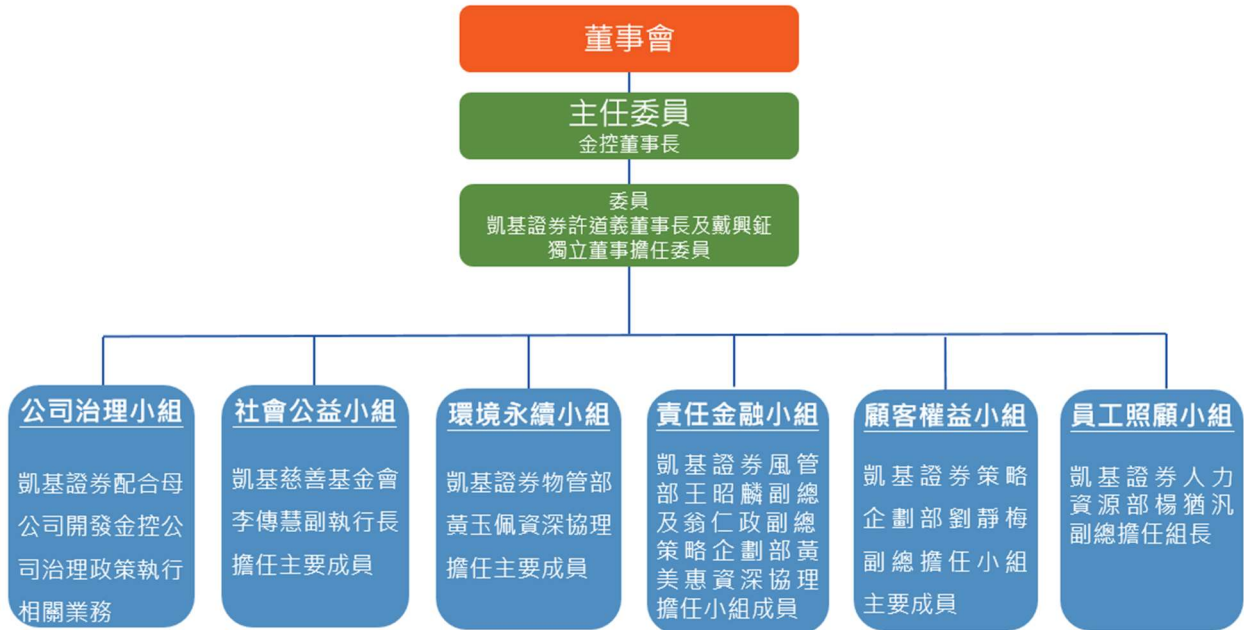 董事會
主任委員
金控董事長
委員
凱基證券許道義董事長及戴興鉦
獨立董事擔任委員
公司治理小組
凱基證券配合母
公司開發金控公
司治理政策執行
相關業務
社會公益小組
凱基慈善基金會
李傳慧副執行長
擔任主要成員
環境永續小組
凱基證券物管部
黃玉佩資深協理
擔任主要成員
責任金融小組
凱基證券風管
部王昭麟副總
及翁仁政副總
策略企劃部黃
美惠資深協理
擔任小組成員
顧客權益小組
凱基證券策略
企劃部劉靜梅
副總擔任小組
主要成員
員工照顧小組
凱基證券人力
資源部楊猶汎
副總擔任組長